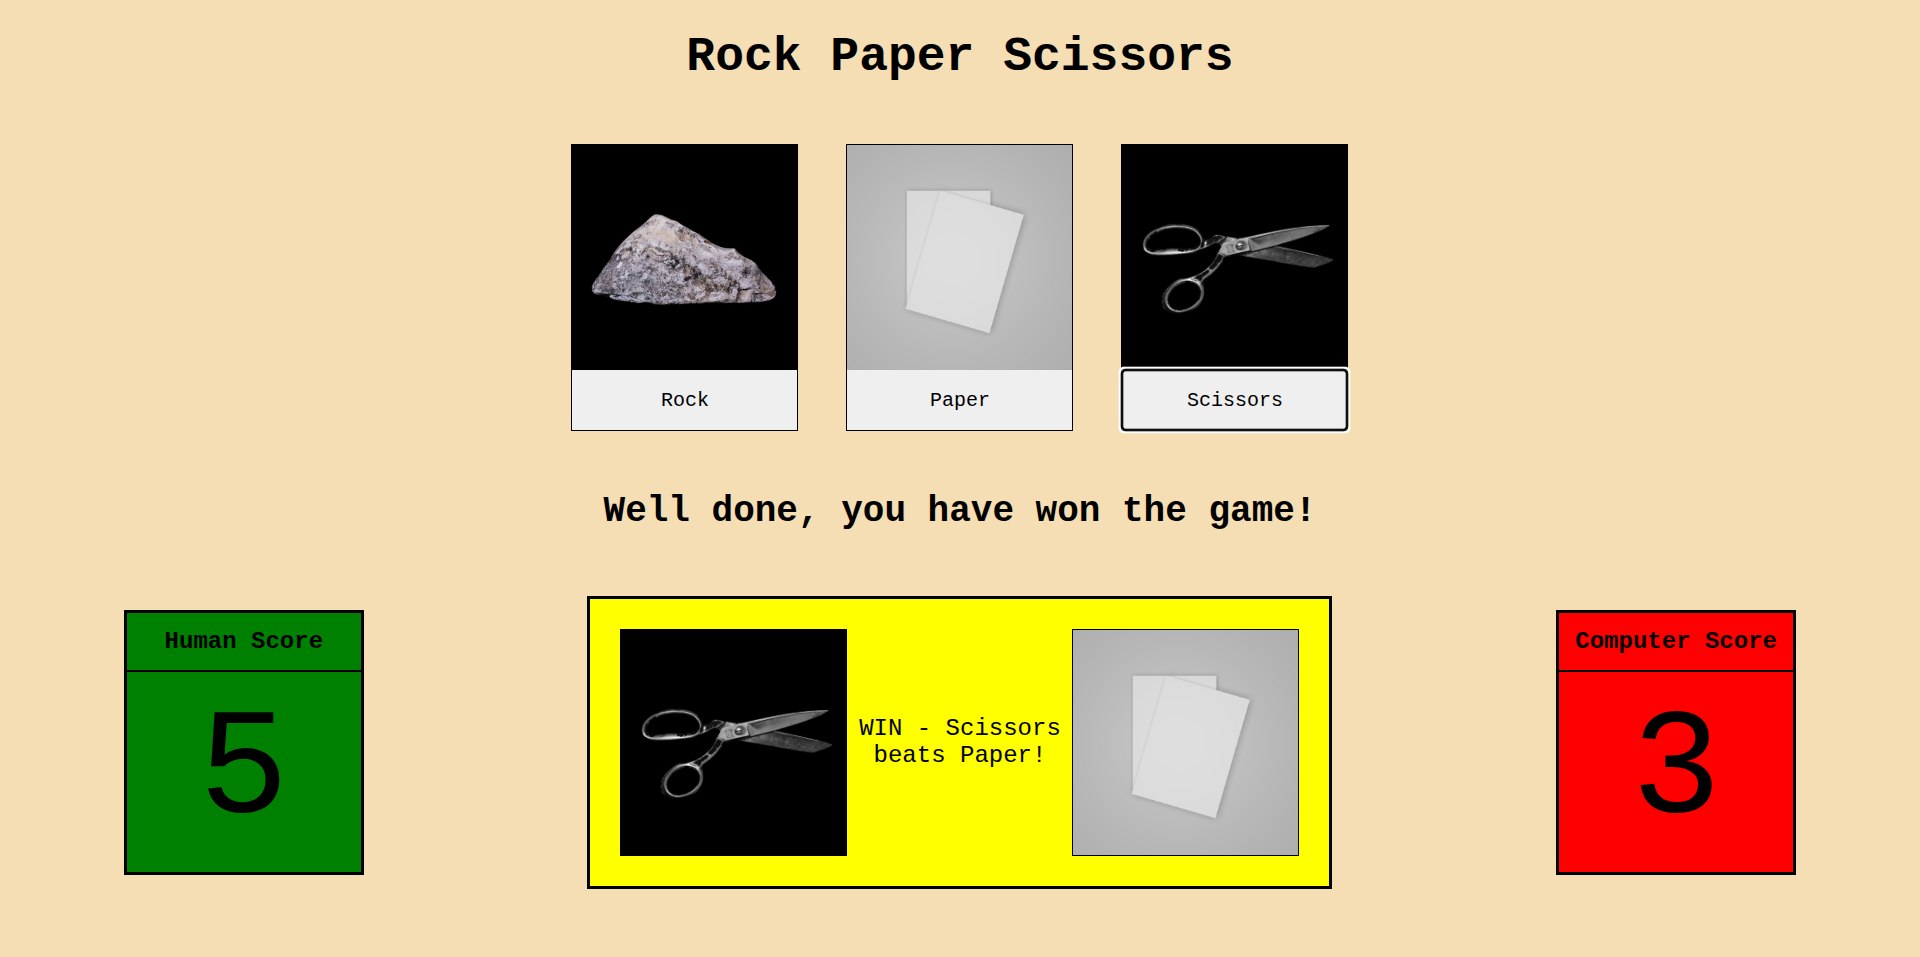 Rock Paper Scissors
Rock
Paper
Scissors
Well done, you have won the game!
Human Score
5
WIN - Scissors
beats Paper!
Computer Score
3